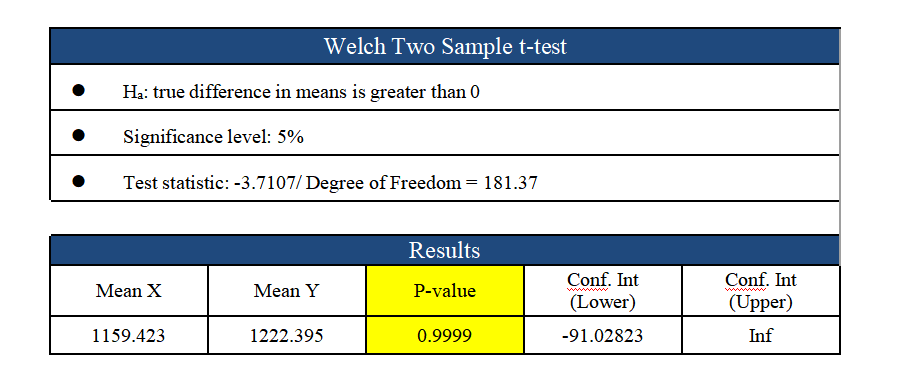 Welch Two Sample t-test
● Hₐ: true difference in means is greater than 0
● Significance level: 5%
● Test statistic: -3.7107/ Degree of Freedom = 181.37
Results
Mean X Mean Y P-value Conf. Int (Lower) Conf. Int (Upper)
1159.423 1222.395 0.9999 -91.02823 Inf